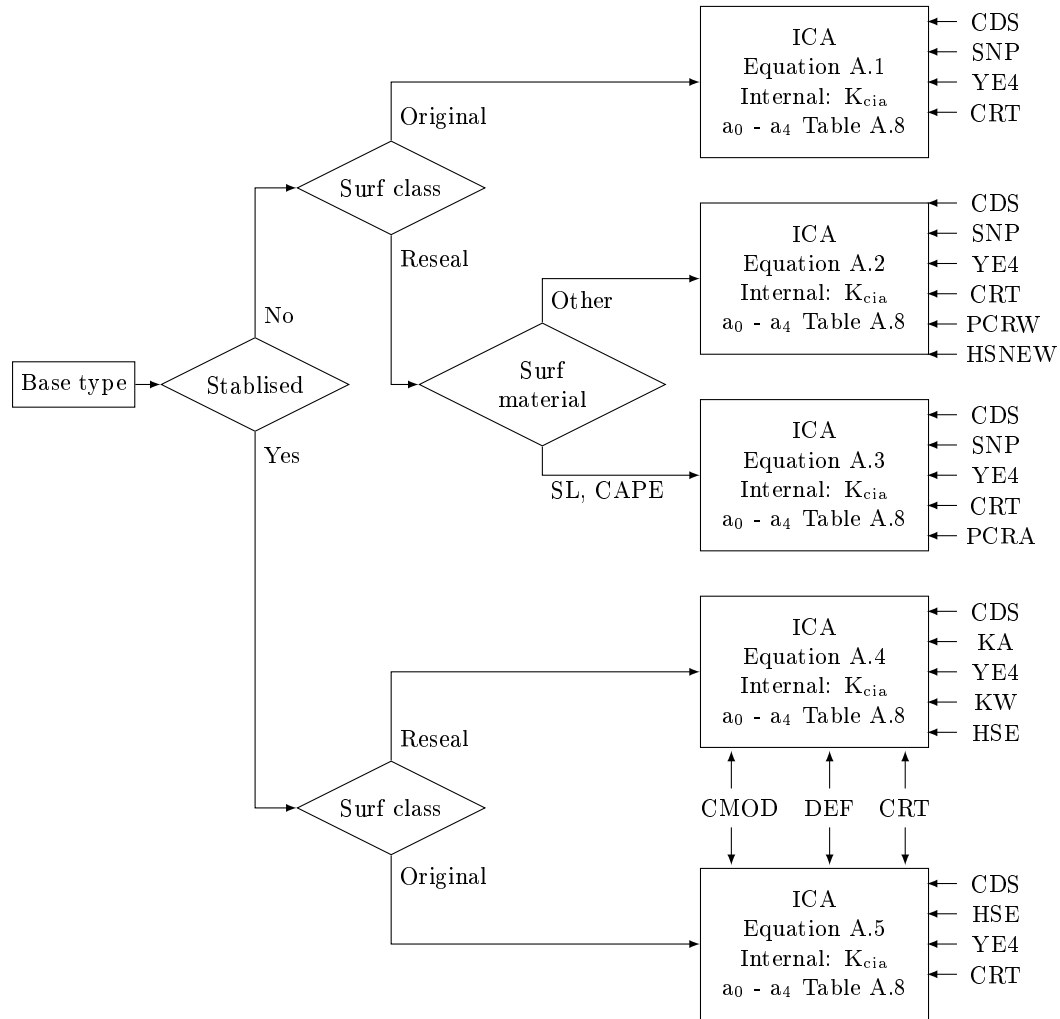 Base type
Stablised
No
Yes
Surf class
Original
Reseal
Surf
material
Other
SL, CAPE
Surf class
Reseal
Original
ICA
Equation A.1
Internal: Kcia
a0 - a4 Table A.8
CDS
SNP
YE4
CRT
ICA
Equation A.2
Internal: Kcia
a0 - a4 Table A.8
CDS
SNP
YE4
CRT
PCRW
HSNEW
ICA
Equation A.3
Internal: Kcia
a0 - a4 Table A.8
CDS
SNP
YE4
CRT
PCRA
ICA
Equation A.4
Internal: Kcia
a0 - a4 Table A.8
CDS
KA
YE4
KW
HSE
CMOD DEF CRT
ICA
Equation A.5
Internal: Kcia
a0 - a4 Table A.8
CDS
HSE
YE4
CRT